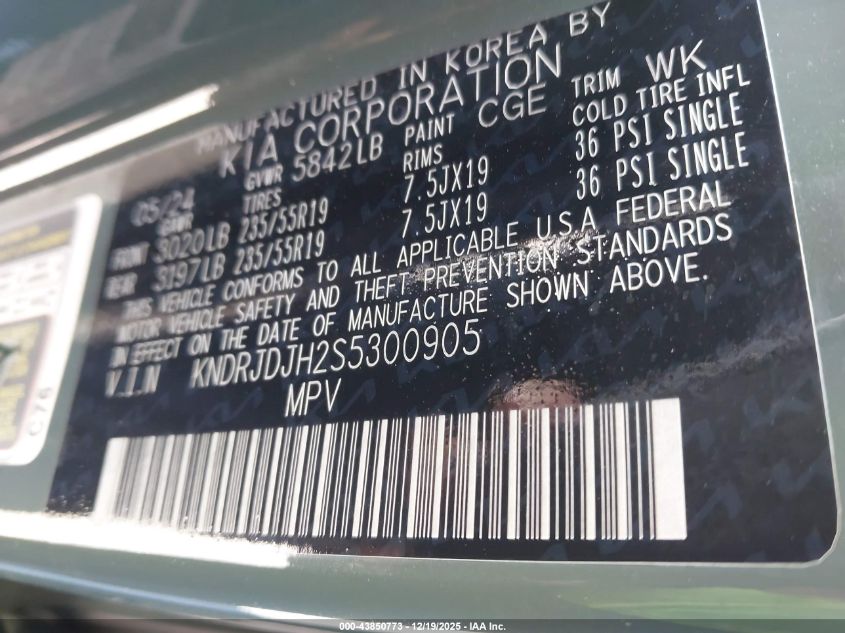 MANUFACTURED IN KOREA BY
KIA CORPORATION
05/24 GVWR 5842LB PAINT CGE TRIM WK
GAWR TIRES RIMS COLD TIRE INFL
FRONT 3020LB 235/55R19 7.5JX19 36 PSI SINGLE
REAR 3197LB 235/55R19 7.5JX19 36 PSI SINGLE
THIS VEHICLE CONFORMS TO ALL APPLICABLE U.S.A FEDERAL
MOTOR VEHICLE SAFETY AND THEFT PREVENTION STANDARDS
IN EFFECT ON THE DATE OF MANUFACTURE SHOWN ABOVE.
V.I.N KNDRJDJH2S5300905
MPV
C76
000-43850773 - 12/19/2025 - IAA Inc.